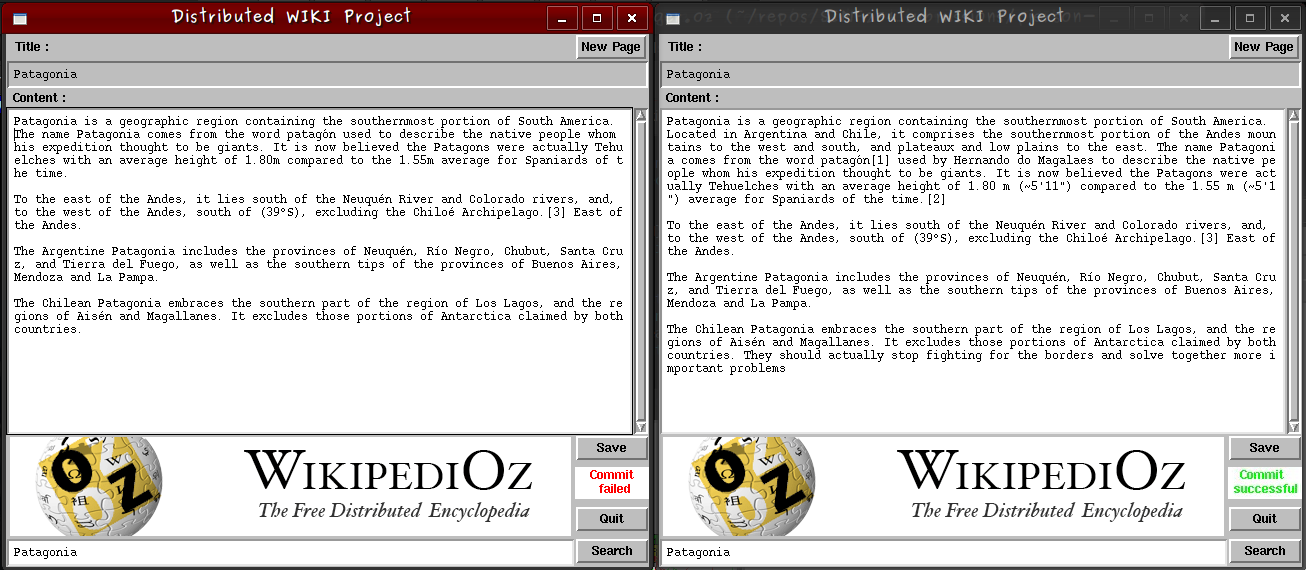 Distributed WIKI Project
Title :
New Page
Patagonia
Content :
Patagonia is a geographic region containing the southernmost portion of South America.
The name Patagonia comes from the word patagón used to describe the native people whom
his expedition thought to be giants. It is now believed the Patagons were actually Tehu
elches with an average height of 1.80m compared to the 1.55m average for Spaniards of t
he time.
To the east of the Andes, it lies south of the Neuquén River and Colorado rivers, and,
to the west of the Andes, south of (39°S), excluding the Chiloé Archipelago.[3] East of
the Andes.
The Argentine Patagonia includes the provinces of Neuquén, Río Negro, Chubut, Santa Cru
z, and Tierra del Fuego, as well as the southern tips of the provinces of Buenos Aires,
Mendoza and La Pampa.
The Chilean Patagonia embraces the southern part of the region of Los Lagos, and the re
gions of Aisén and Magallanes. It excludes those portions of Antarctica claimed by both
countries.
OZ
WIKIPEDIOZ
The Free Distributed Encyclopedia
Save
Commit
failed
Quit
Patagonia
Search
Distributed WIKI Project
Title :
New Page
Patagonia
Content :
Patagonia is a geographic region containing the southernmost portion of South America.
Located in Argentina and Chile, it comprises the southernmost portion of the Andes moun
tains to the west and south, and plateaux and low plains to the east. The name Patagoni
a comes from the word patagón[1] used by Hernando do Magalaes to describe the native pe
ople whom his expedition thought to be giants. It is now believed the Patagons were act
ually Tehuelches with an average height of 1.80 m (~5'11") compared to the 1.55 m (~5'1
") average for Spaniards of the time.[2]
To the east of the Andes, it lies south of the Neuquén River and Colorado rivers, and,
to the west of the Andes, south of (39°S), excluding the Chiloé Archipelago.[3] East of
the Andes.
The Argentine Patagonia includes the provinces of Neuquén, Río Negro, Chubut, Santa Cru
z, and Tierra del Fuego, as well as the southern tips of the provinces of Buenos Aires,
Mendoza and La Pampa.
The Chilean Patagonia embraces the southern part of the region of Los Lagos, and the re
gions of Aisén and Magallanes. It excludes those portions of Antarctica claimed by both
countries. They should actually stop fighting for the borders and solve together more i
mportant problems
OZ
WIKIPEDIOZ
The Free Distributed Encyclopedia
Save
Commit
successful
Quit
Patagonia
Search